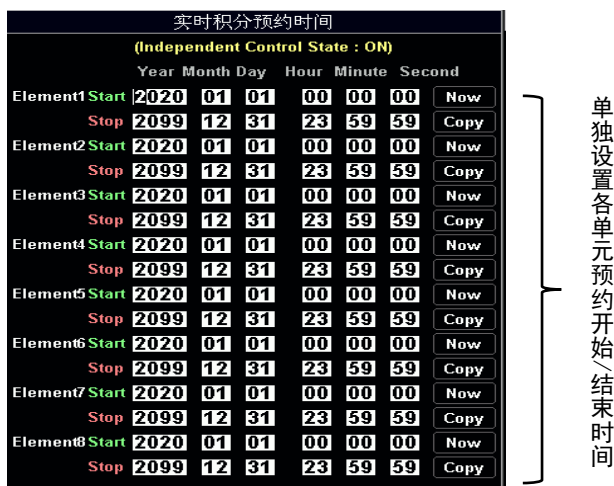 实时积分预约时间
(Independent Control State : ON)
Year Month Day Hour Minute Second
Element1 Start 2020 01 01 00 00 00 Now
Stop 2099 12 31 23 59 59 Copy
Element2 Start 2020 01 01 00 00 00 Now
Stop 2099 12 31 23 59 59 Copy
Element3 Start 2020 01 01 00 00 00 Now
Stop 2099 12 31 23 59 59 Copy
Element4 Start 2020 01 01 00 00 00 Now
Stop 2099 12 31 23 59 59 Copy
Element5 Start 2020 01 01 00 00 00 Now
Stop 2099 12 31 23 59 59 Copy
Element6 Start 2020 01 01 00 00 00 Now
Stop 2099 12 31 23 59 59 Copy
Element7 Start 2020 01 01 00 00 00 Now
Stop 2099 12 31 23 59 59 Copy
Element8 Start 2020 01 01 00 00 00 Now
Stop 2099 12 31 23 59 59 Copy
单独设置各单元预约开始/结束时间